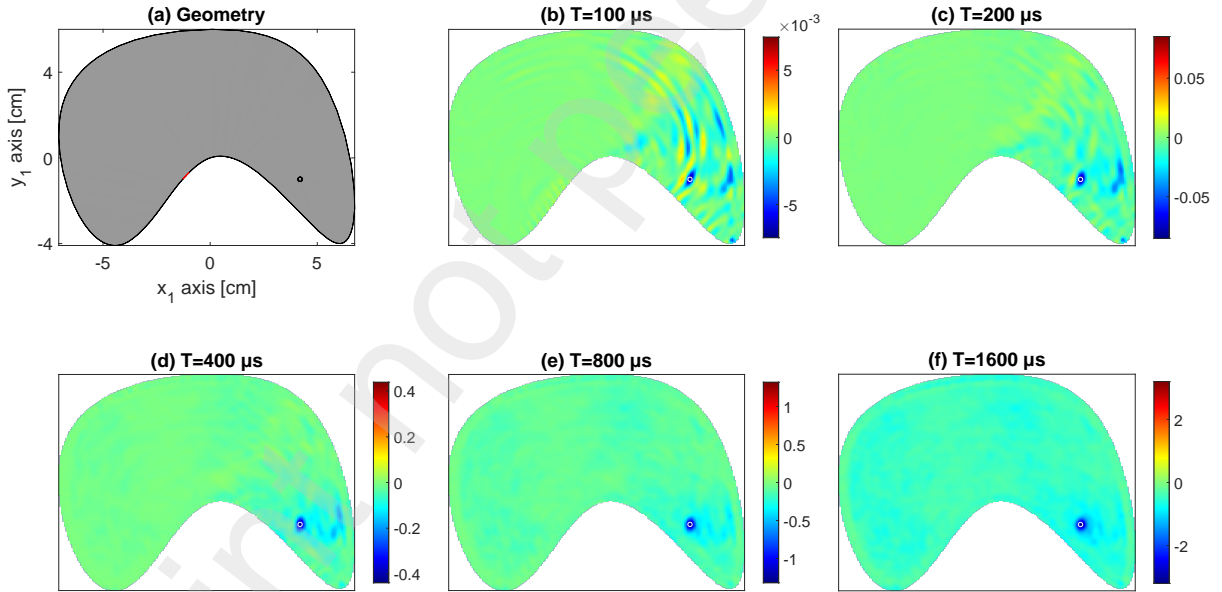 (a) Geometry
4
0
-4
-5
0
5
y1 axis [cm]
x1 axis [cm]
(b) T=100 µs
×10-3
5
0
-5
(c) T=200 µs
0.05
0
-0.05
(d) T=400 µs
0.4
0.2
0
-0.2
-0.4
(e) T=800 µs
1
0.5
0
-0.5
-1
(f) T=1600 µs
2
0
-2
not pe